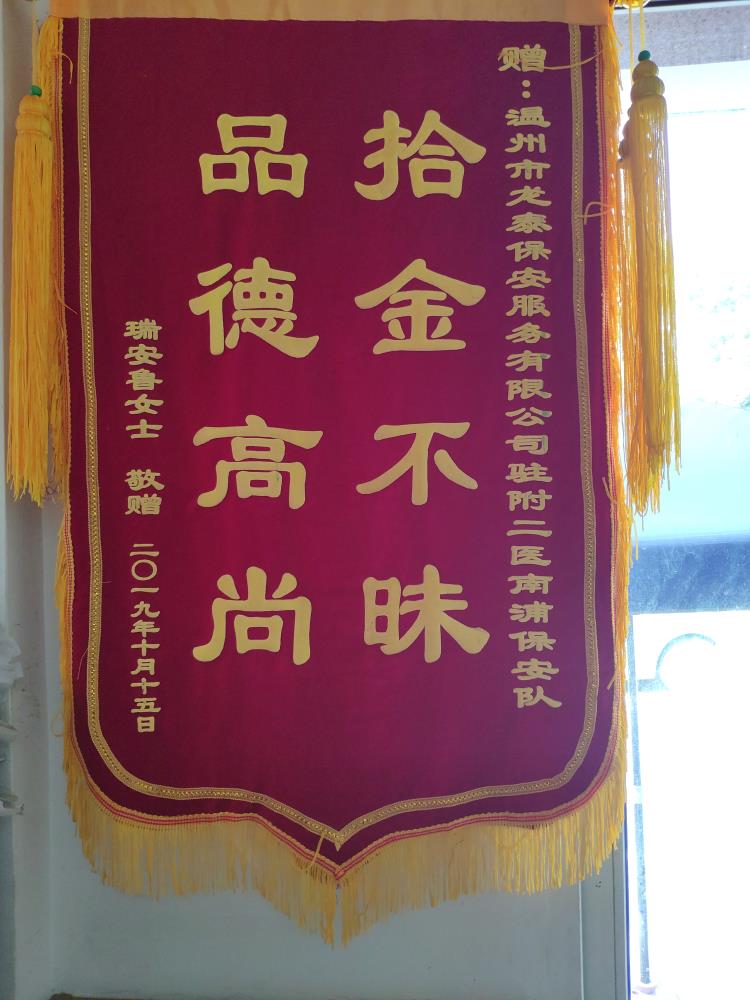 赠：温州市龙泰保安服务有限公司驻附二医南浦保安队
拾金不昧
品德高尚
瑞安鲁女士 敬赠 二〇一九年十月十五日